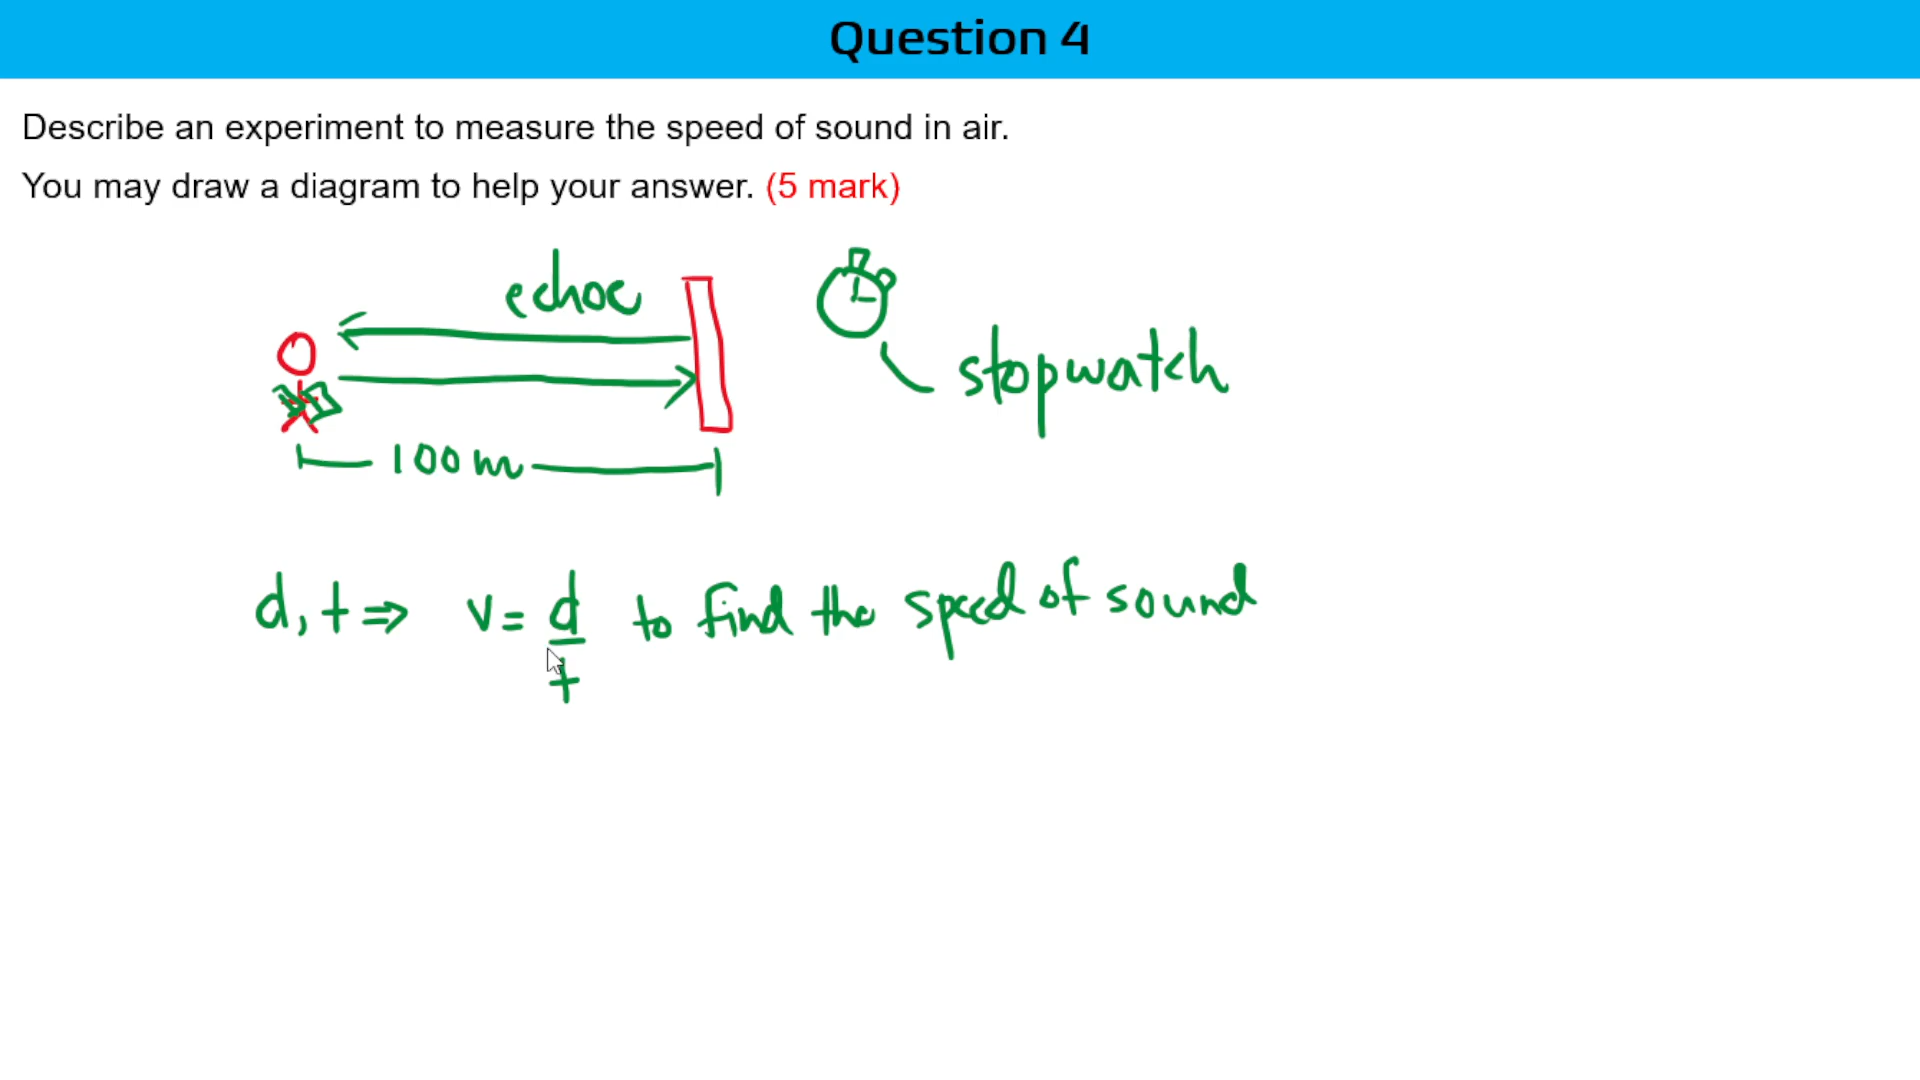 Question 4
Describe an experiment to measure the speed of sound in air.
You may draw a diagram to help your answer. (5 mark)
echoe
stopwatch
100m
d, t ⇒ v = d/t to find the speed of sound